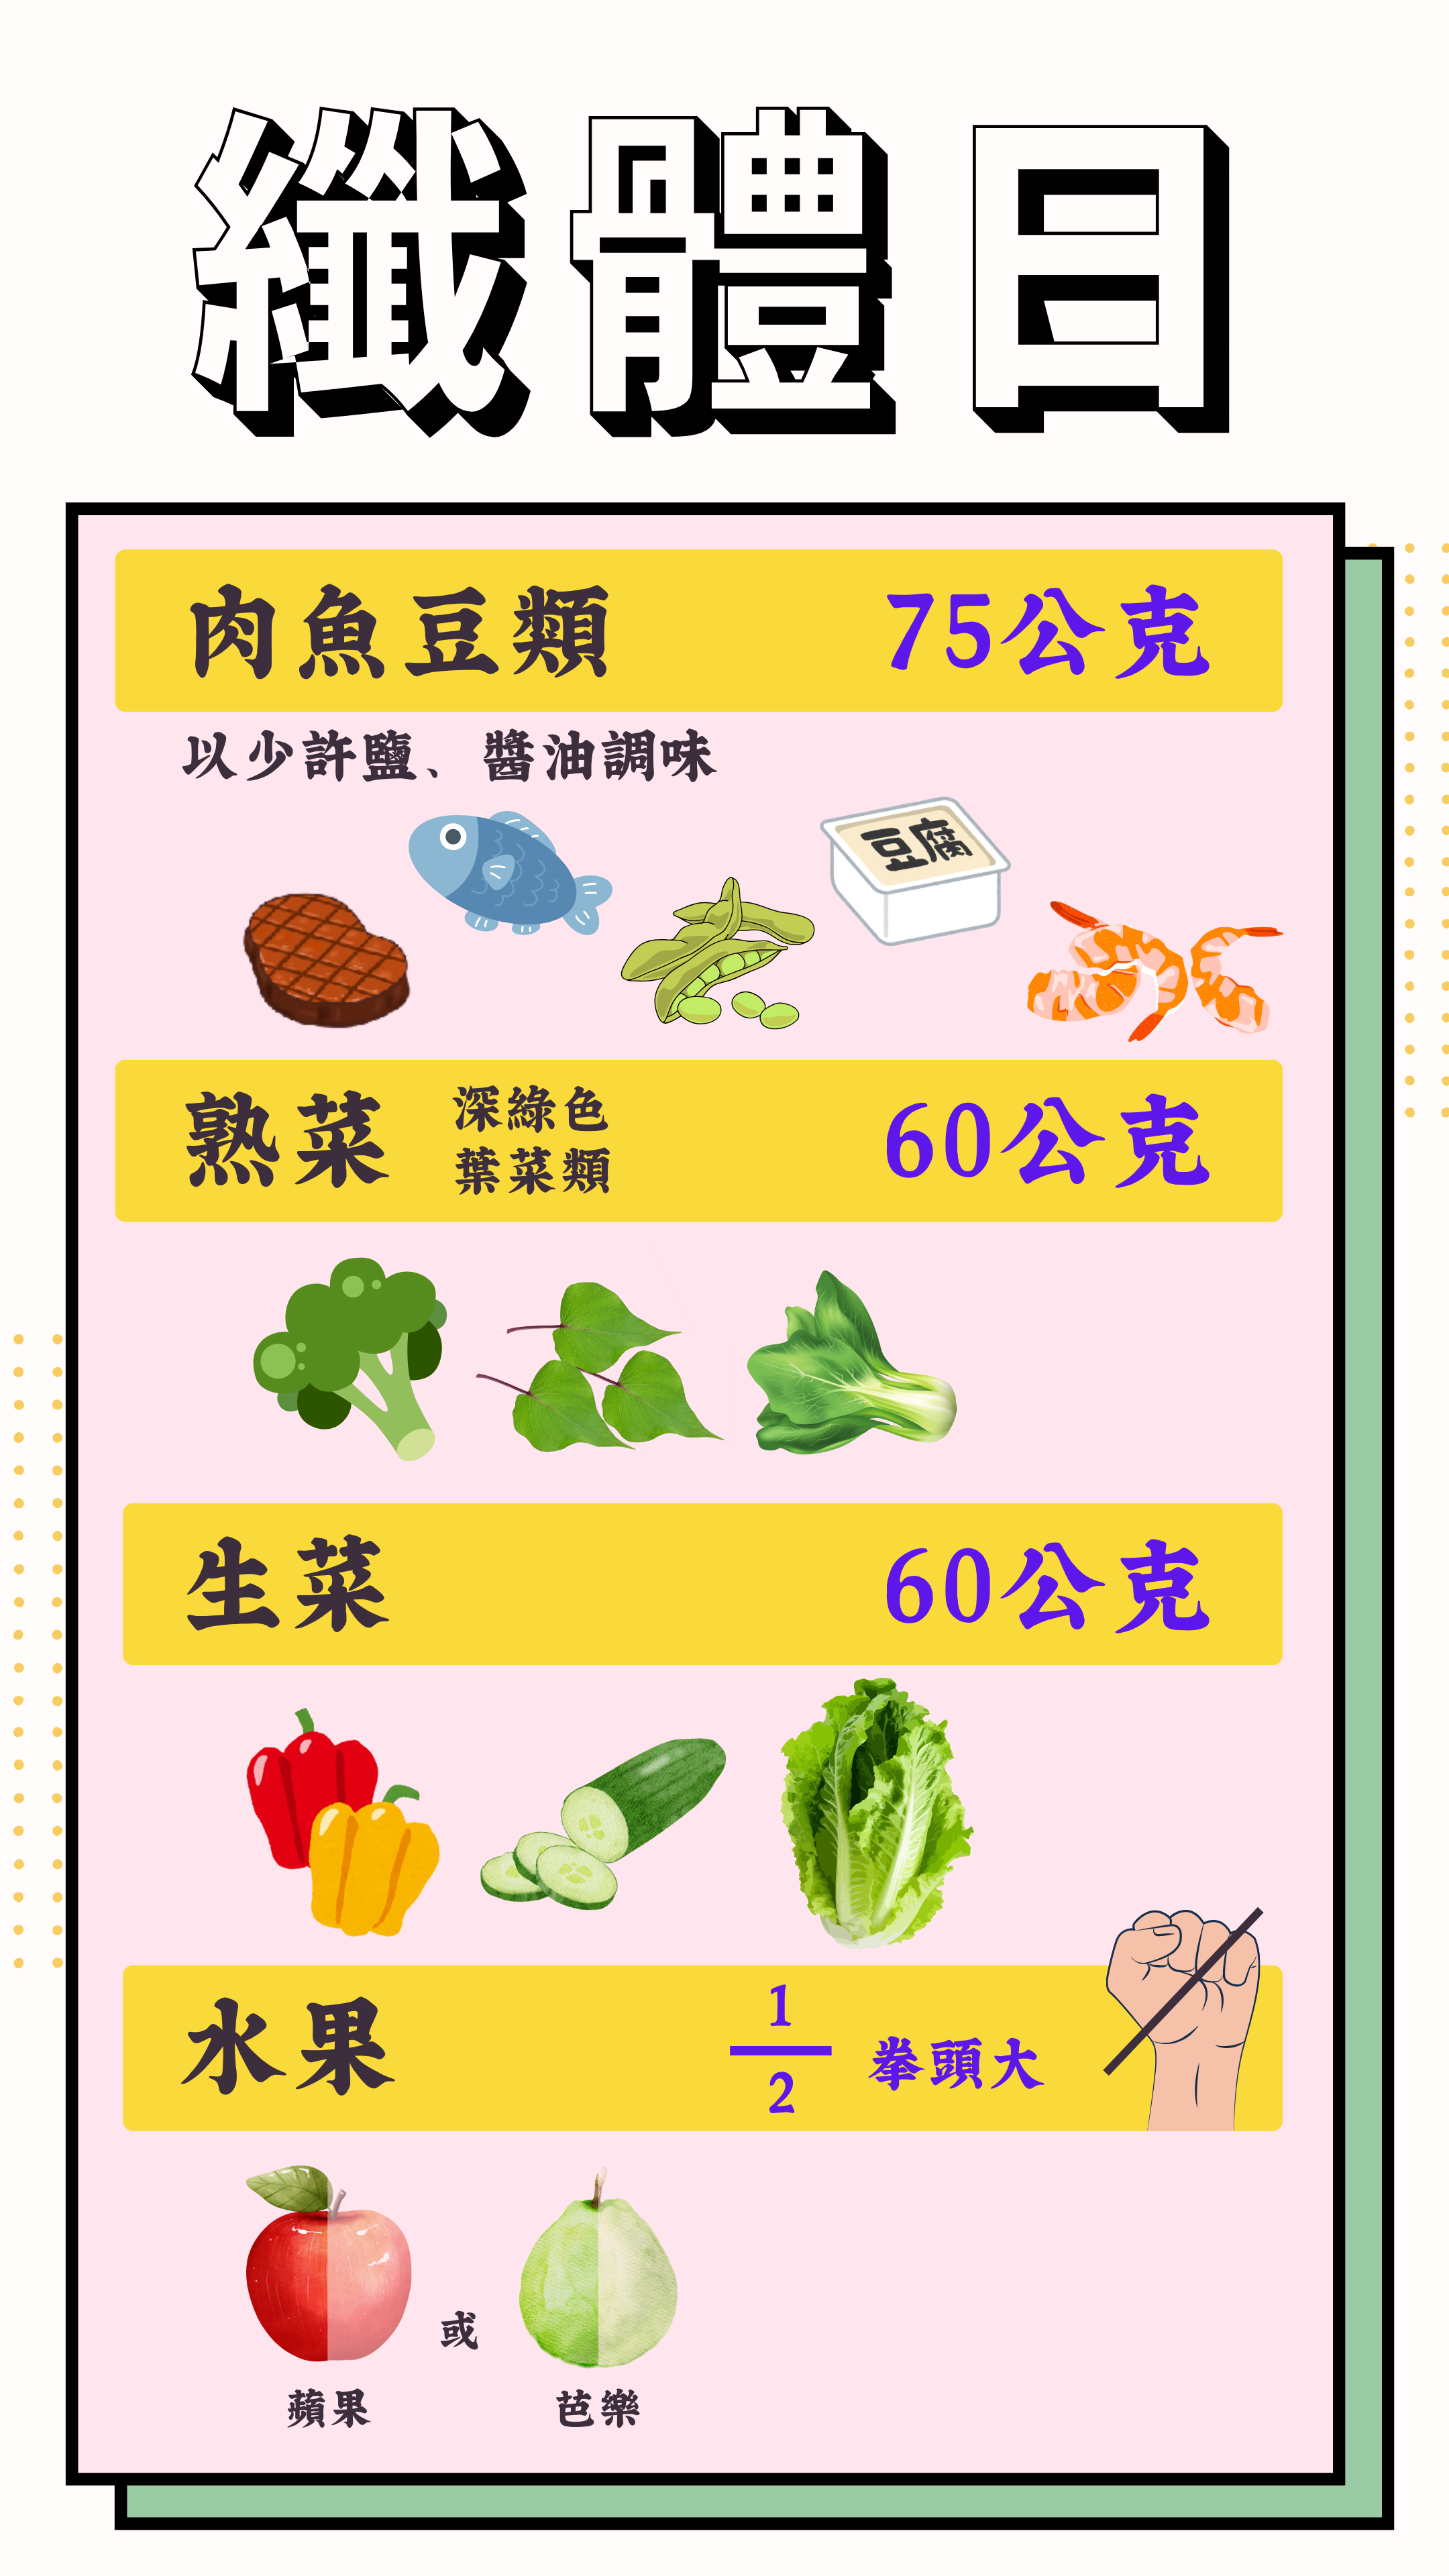 纖體日
肉魚豆類 75公克
以少許鹽、醬油調味
豆腐
熟菜 深綠色 60公克
葉菜類
生菜 60公克
水果 1/2 拳頭大
或
蘋果 芭樂